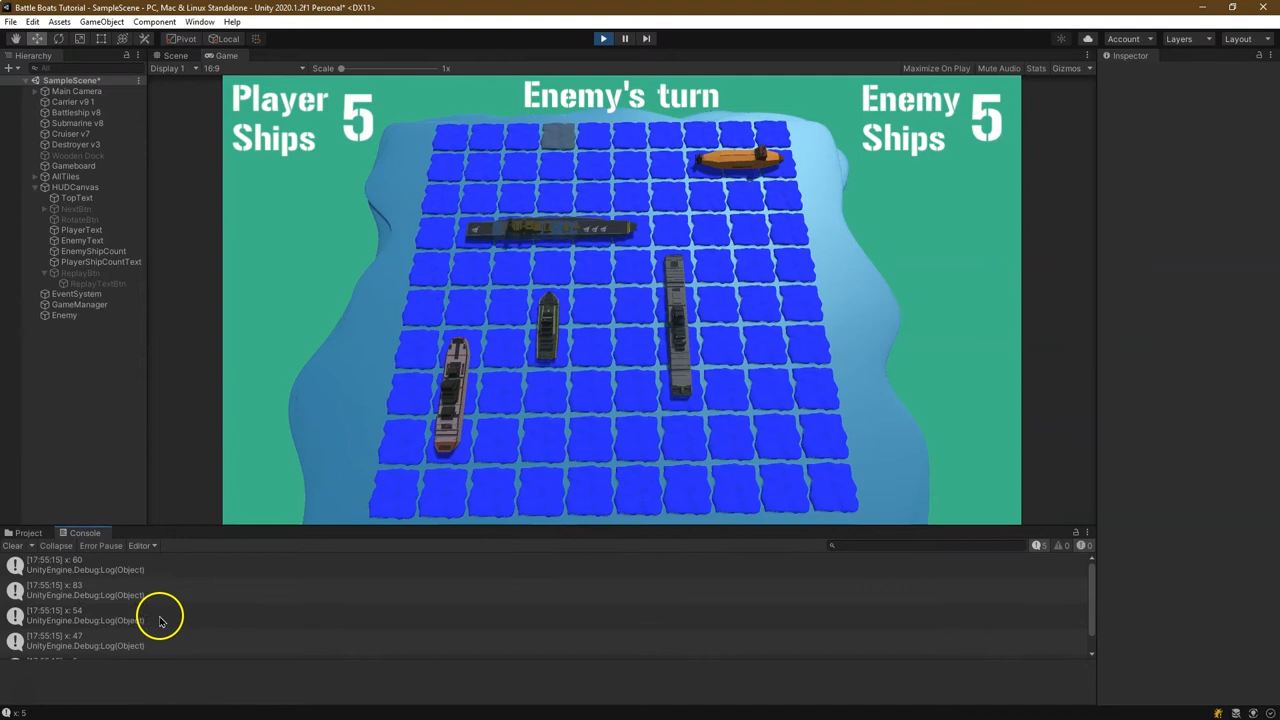 Battle Boats Tutorial - SampleScene - PC, Mac & Linux Standalone - Unity 2020.1.2f1 Personal* <DX11>
File Edit Assets GameObject Component Window Help
Pivot Local Account Layers Layout
Hierarchy Scene Game Inspector
All Display 1 16:9 Scale 1x Maximize On Play Mute Audio Stats Gizmos
SampleScene*
Main Camera
Carrier v9 1
Battleship v8
Submarine v8
Cruiser v7
Destroyer v3
Wooden Dock
Gameboard
AllTiles
HUDCanvas
TopText
NextBtn
RotateBtn
PlayerText
EnemyText
EnemyShipCount
PlayerShipCountText
ReplayBtn
ReplayTextBtn
EventSystem
GameManager
Enemy
Player
Ships 5
Enemy's turn
Enemy
Ships 5
Project Console
Clear Collapse Error Pause Editor 5 0 0
[17:55:15] x: 60
UnityEngine.Debug:Log(Object)
[17:55:15] x: 83
UnityEngine.Debug:Log(Object)
[17:55:15] x: 54
UnityEngine.Debug:Log(Object)
[17:55:15] x: 47
UnityEngine.Debug:Log(Object)
x: 5